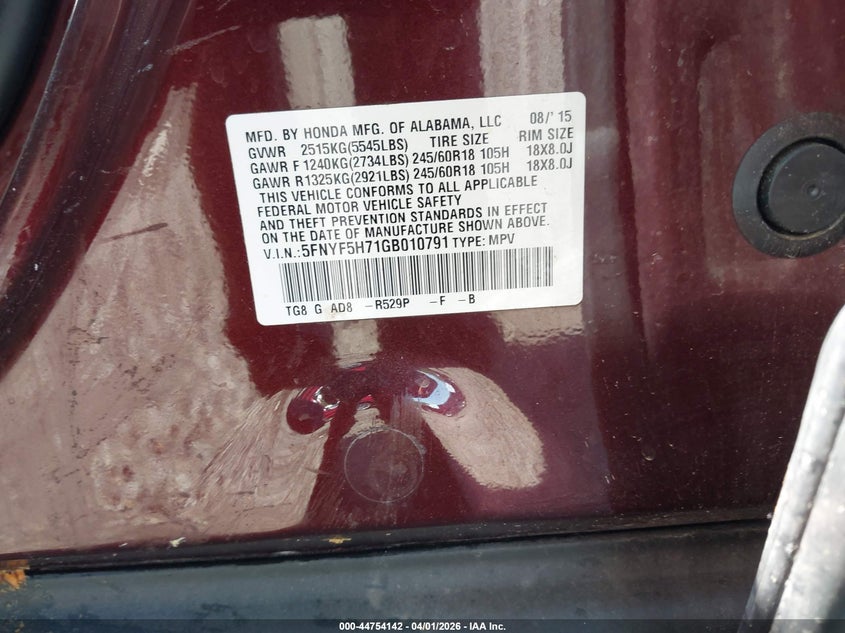 MFD. BY HONDA MFG. OF ALABAMA, LLC 08/'15
GVWR 2515KG(5545LBS) TIRE SIZE RIM SIZE
GAWR F 1240KG(2734LBS) 245/60R18 105H 18X8.0J
GAWR R1325KG(2921LBS) 245/60R18 105H 18X8.0J
THIS VEHICLE CONFORMS TO ALL APPLICABLE
FEDERAL MOTOR VEHICLE SAFETY
AND THEFT PREVENTION STANDARDS IN EFFECT
ON THE DATE OF MANUFACTURE SHOWN ABOVE.
V.I.N.: 5FNYF5H71GB010791 TYPE: MPV
TG8 G AD8 -R529P -F -B
000-44754142 - 04/01/2026 - IAA Inc.